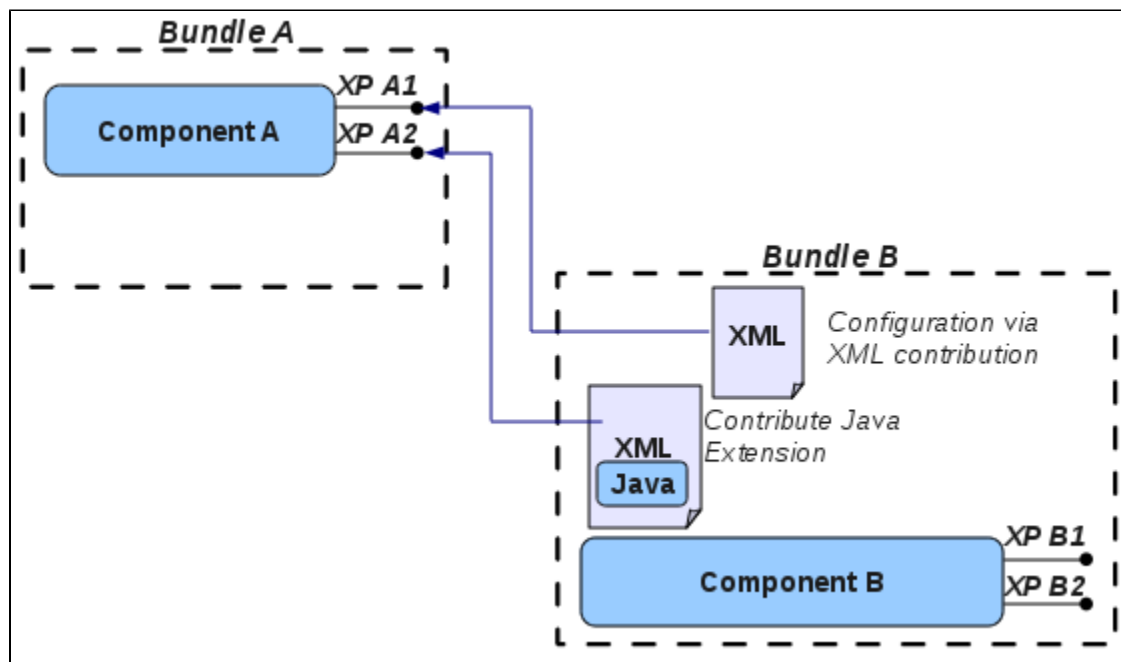 Bundle A
XP A1
Component A
XP A2
Bundle B
XML
Configuration via
XML contribution
Contribute Java
Extension
XML
Java
XP B1
Component B
XP B2